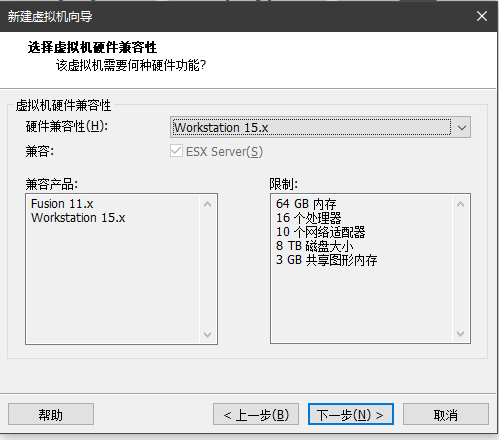 新建虚拟机向导
选择虚拟机硬件兼容性
该虚拟机需要何种硬件功能?
虚拟机硬件兼容性
硬件兼容性(H): Workstation 15.x
兼容: ESX Server(S)
兼容产品:
Fusion 11.x
Workstation 15.x
限制:
64 GB 内存
16 个处理器
10 个网络适配器
8 TB 磁盘大小
3 GB 共享图形内存
帮助 < 上一步(B) 下一步(N) > 取消